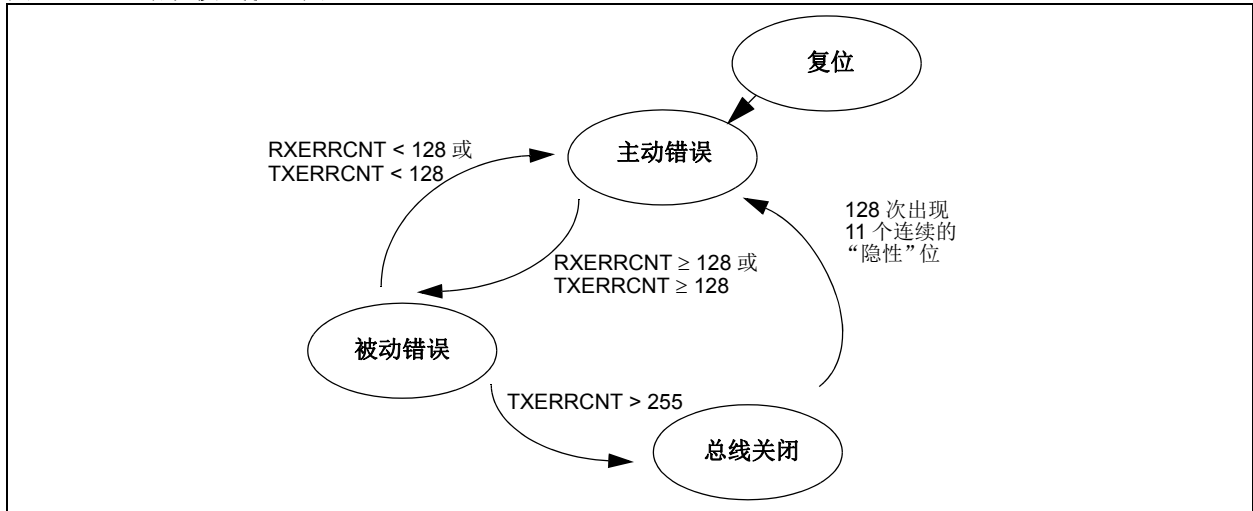 复位
主动错误
RXERRCNT < 128 或
TXERRCNT < 128
128 次出现
11 个连续的
“隐性”位
RXERRCNT ≥ 128 或
TXERRCNT ≥ 128
被动错误
TXERRCNT > 255
总线关闭